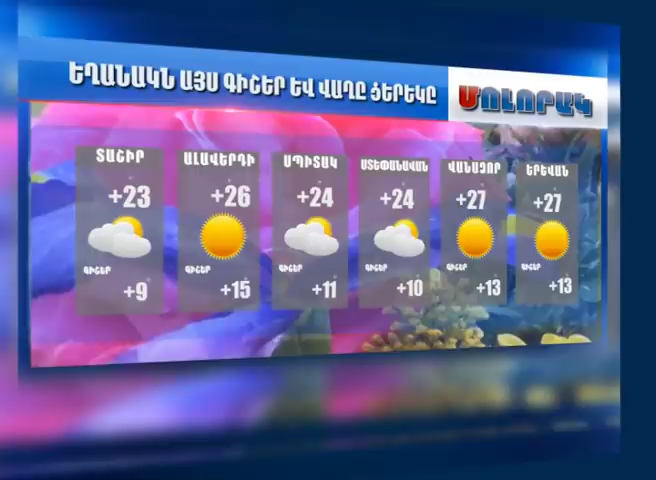 ԵՂԱՆԱԿՆ ԱՅՍ ԳԻՇԵՐ ԵՎ ՎԱՂԸ ՑԵՐԵԿԸ
ՄՈԼՈՐԱԿ
ՏԱՇԻՐ
+23
ԳԻՇԵՐ
+9
ԱԼԱՎԵՐԴԻ
+26
ԳԻՇԵՐ
+15
ՍՊԻՏԱԿ
+24
ԳԻՇԵՐ
+11
ՍՏԵՓԱՆԱՎԱՆ
+24
ԳԻՇԵՐ
+10
ՎԱՆԱՁՈՐ
+27
ԳԻՇԵՐ
+13
ԵՐԵՎԱՆ
+27
ԳԻՇԵՐ
+13